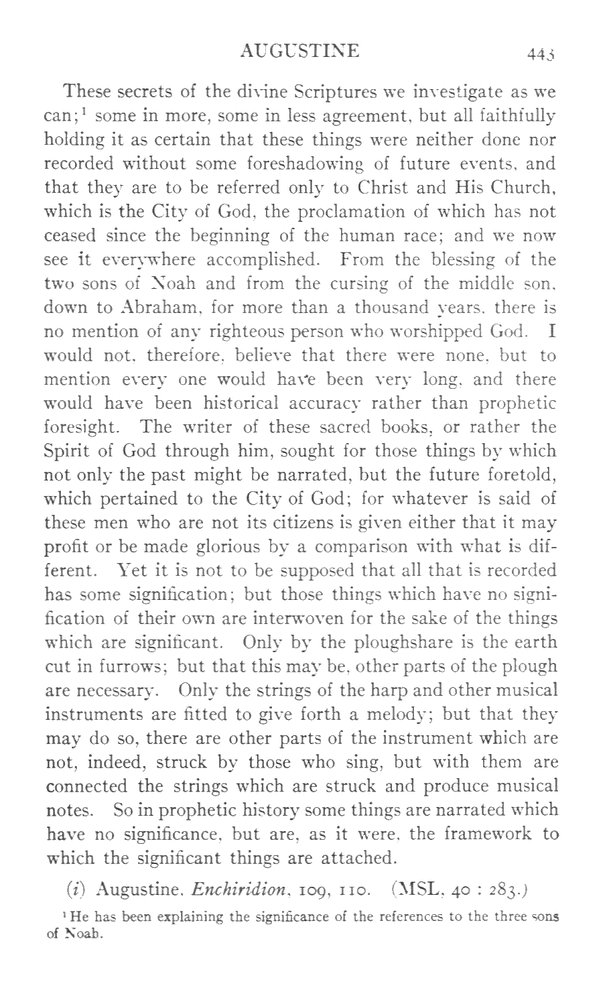 AUGUSTINE 443
These secrets of the divine Scriptures we investigate as we
can;¹ some in more, some in less agreement, but all faithfully
holding it as certain that these things were neither done nor
recorded without some foreshadowing of future events, and
that they are to be referred only to Christ and His Church,
which is the City of God, the proclamation of which has not
ceased since the beginning of the human race; and we now
see it everywhere accomplished. From the blessing of the
two sons of Noah and from the cursing of the middle son,
down to Abraham, for more than a thousand years, there is
no mention of any righteous person who worshipped God. I
would not, therefore, believe that there were none, but to
mention every one would have been very long, and there
would have been historical accuracy rather than prophetic
foresight. The writer of these sacred books, or rather the
Spirit of God through him, sought for those things by which
not only the past might be narrated, but the future foretold,
which pertained to the City of God; for whatever is said of
these men who are not its citizens is given either that it may
profit or be made glorious by a comparison with what is dif-
ferent. Yet it is not to be supposed that all that is recorded
has some signification; but those things which have no signi-
fication of their own are interwoven for the sake of the things
which are significant. Only by the ploughshare is the earth
cut in furrows; but that this may be, other parts of the plough
are necessary. Only the strings of the harp and other musical
instruments are fitted to give forth a melody; but that they
may do so, there are other parts of the instrument which are
not, indeed, struck by those who sing, but with them are
connected the strings which are struck and produce musical
notes. So in prophetic history some things are narrated which
have no significance, but are, as it were, the framework to
which the significant things are attached.
(i) Augustine, Enchiridion, 109, 110. (MSL, 40 : 283.)
¹ He has been explaining the significance of the references to the three sons
of Noah.